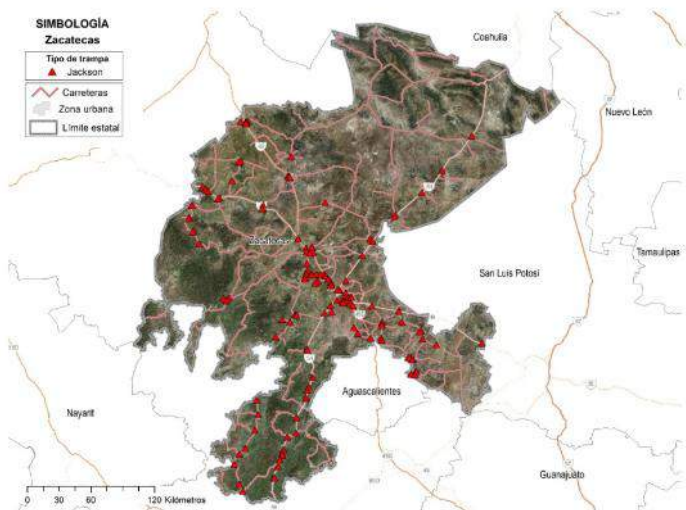 SIMBOLOGÍA
Zacatecas
Tipo de trampa
Jackson
Carreteras
Zona urbana
Límite estatal
Coahuila
Nuevo León
Tamaulipas
San Luis Potosí
Zacatecas
Aguascalientes
Nayarit
Guanajuato
0 30 60 120 Kilómetros